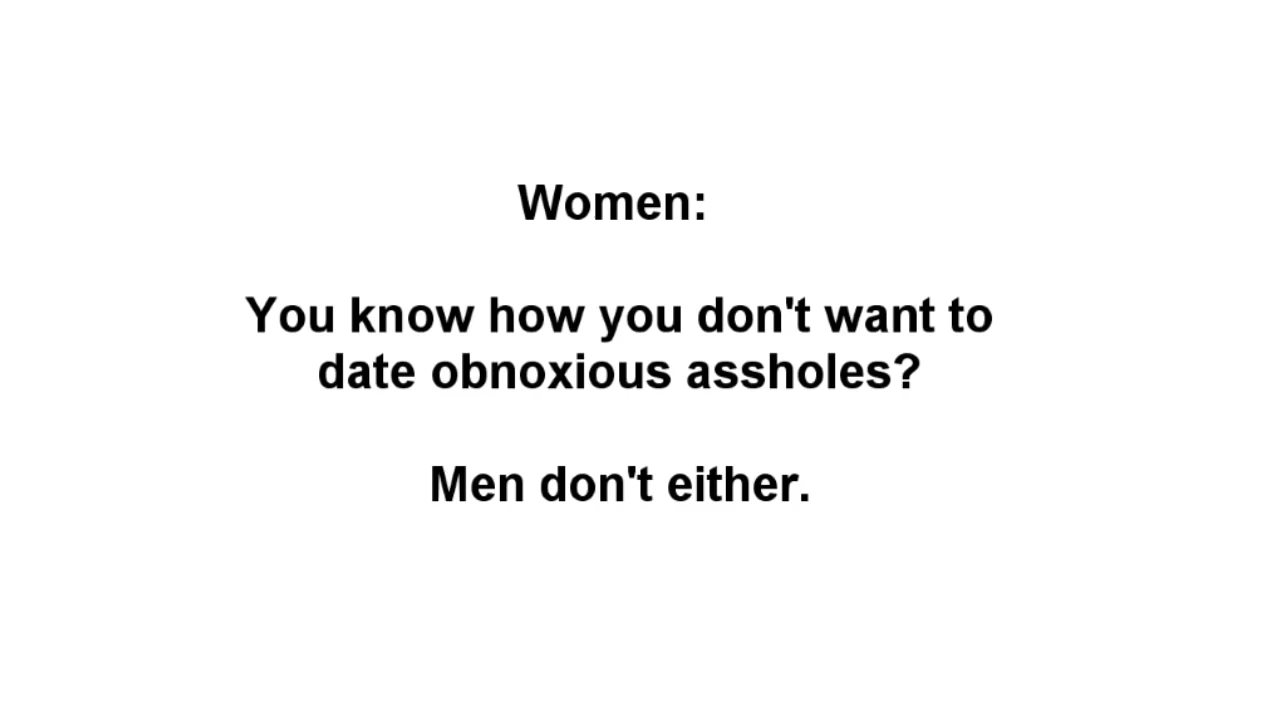 Women:
You know how you don't want to
date obnoxious assholes?
Men don't either.